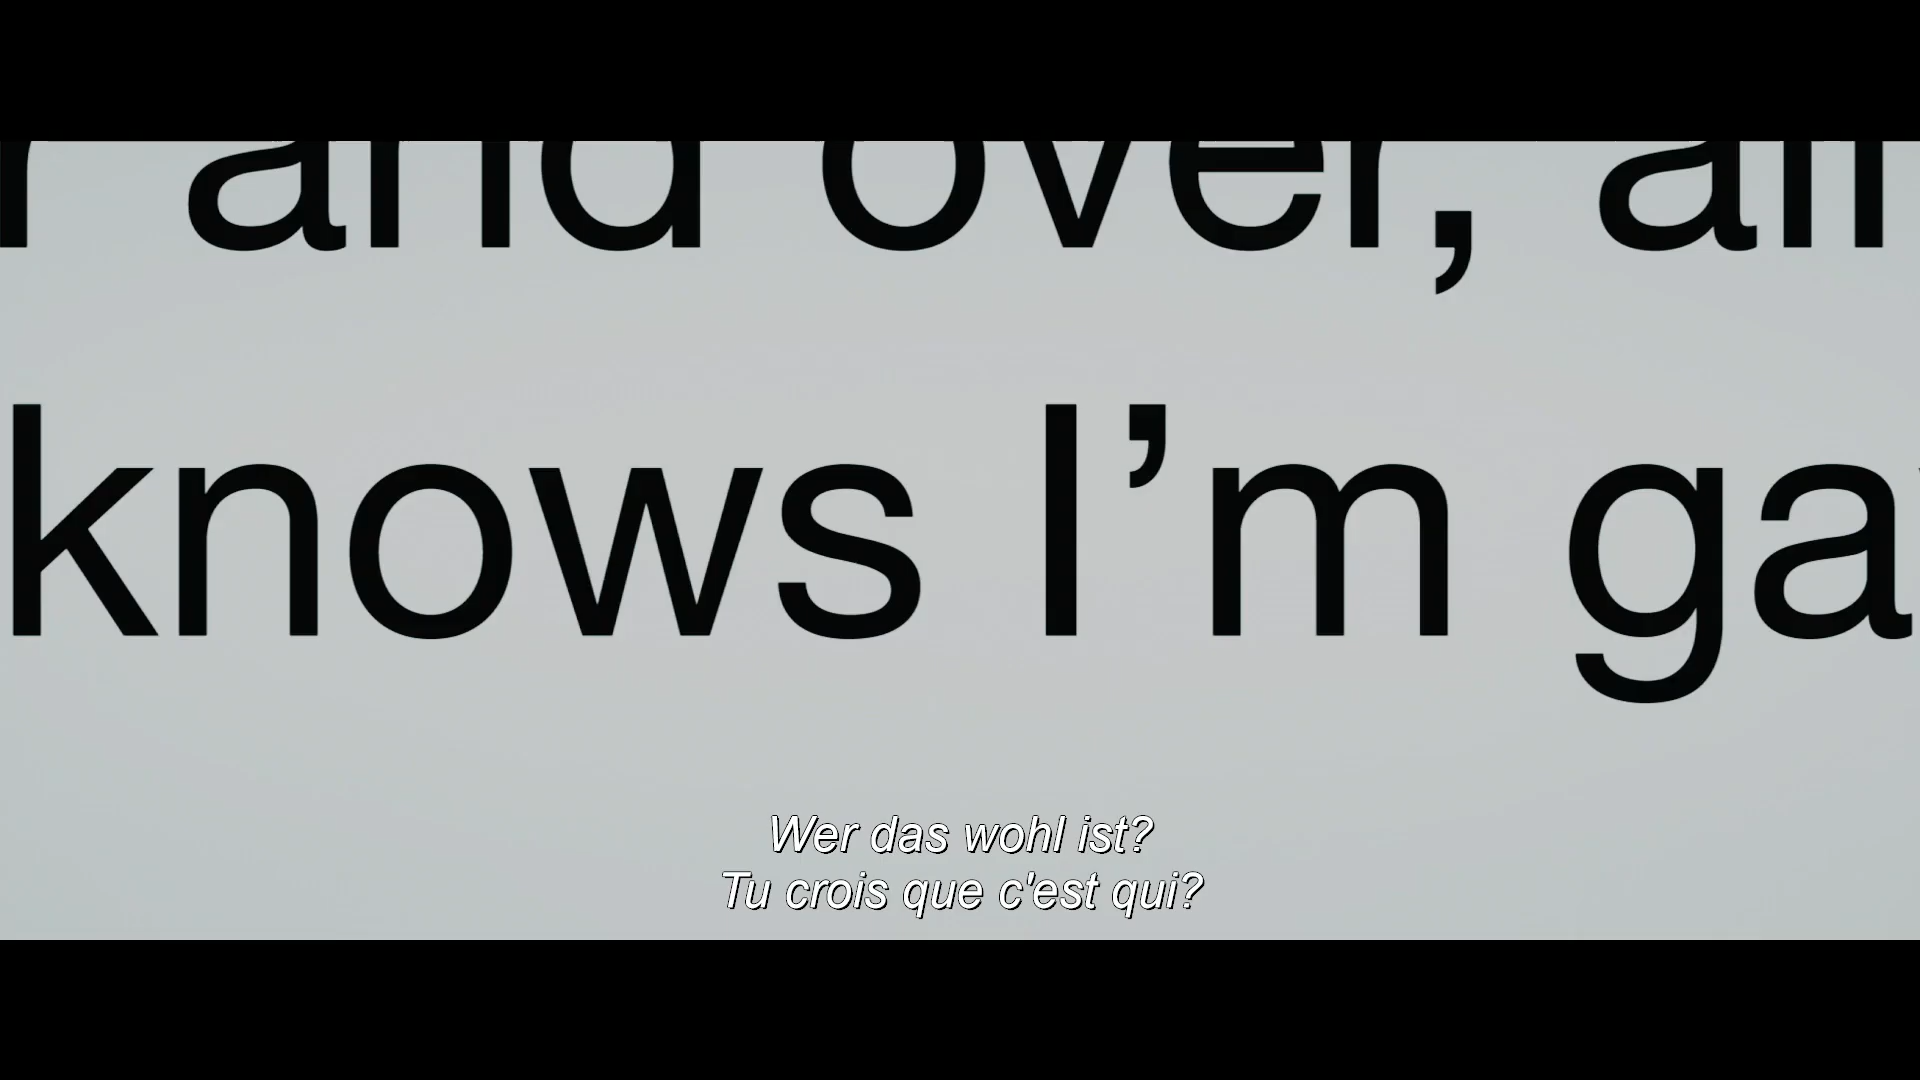 and over,
knows I’m
Wer das wohl ist?
Tu crois que c'est qui?